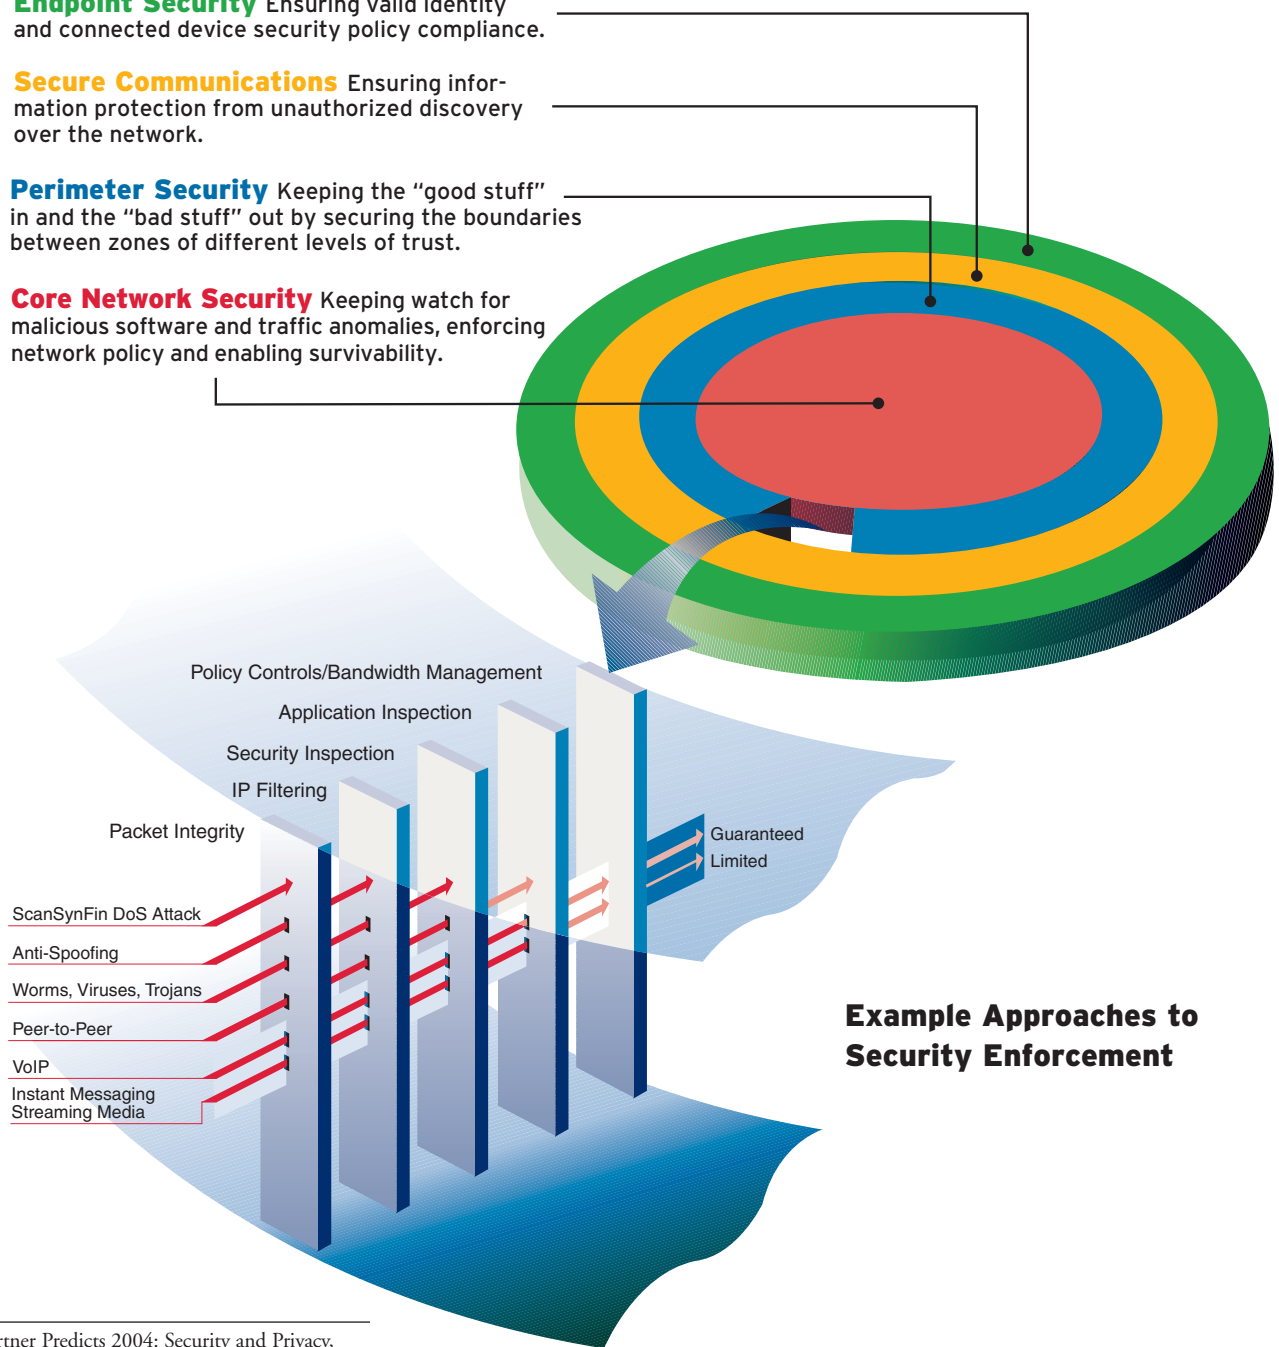 Endpoint Security Ensuring valid identity
and connected device security policy compliance.
Secure Communications Ensuring infor-
mation protection from unauthorized discovery
over the network.
Perimeter Security Keeping the “good stuff”
in and the “bad stuff” out by securing the boundaries
between zones of different levels of trust.
Core Network Security Keeping watch for
malicious software and traffic anomalies, enforcing
network policy and enabling survivability.
Policy Controls/Bandwidth Management
Application Inspection
Security Inspection
IP Filtering
Packet Integrity
Guaranteed
Limited
ScanSynFin DoS Attack
Anti-Spoofing
Worms, Viruses, Trojans
Peer-to-Peer
VoIP
Instant Messaging
Streaming Media
Example Approaches to
Security Enforcement
rtner Predicts 2004: Security and Privacy,